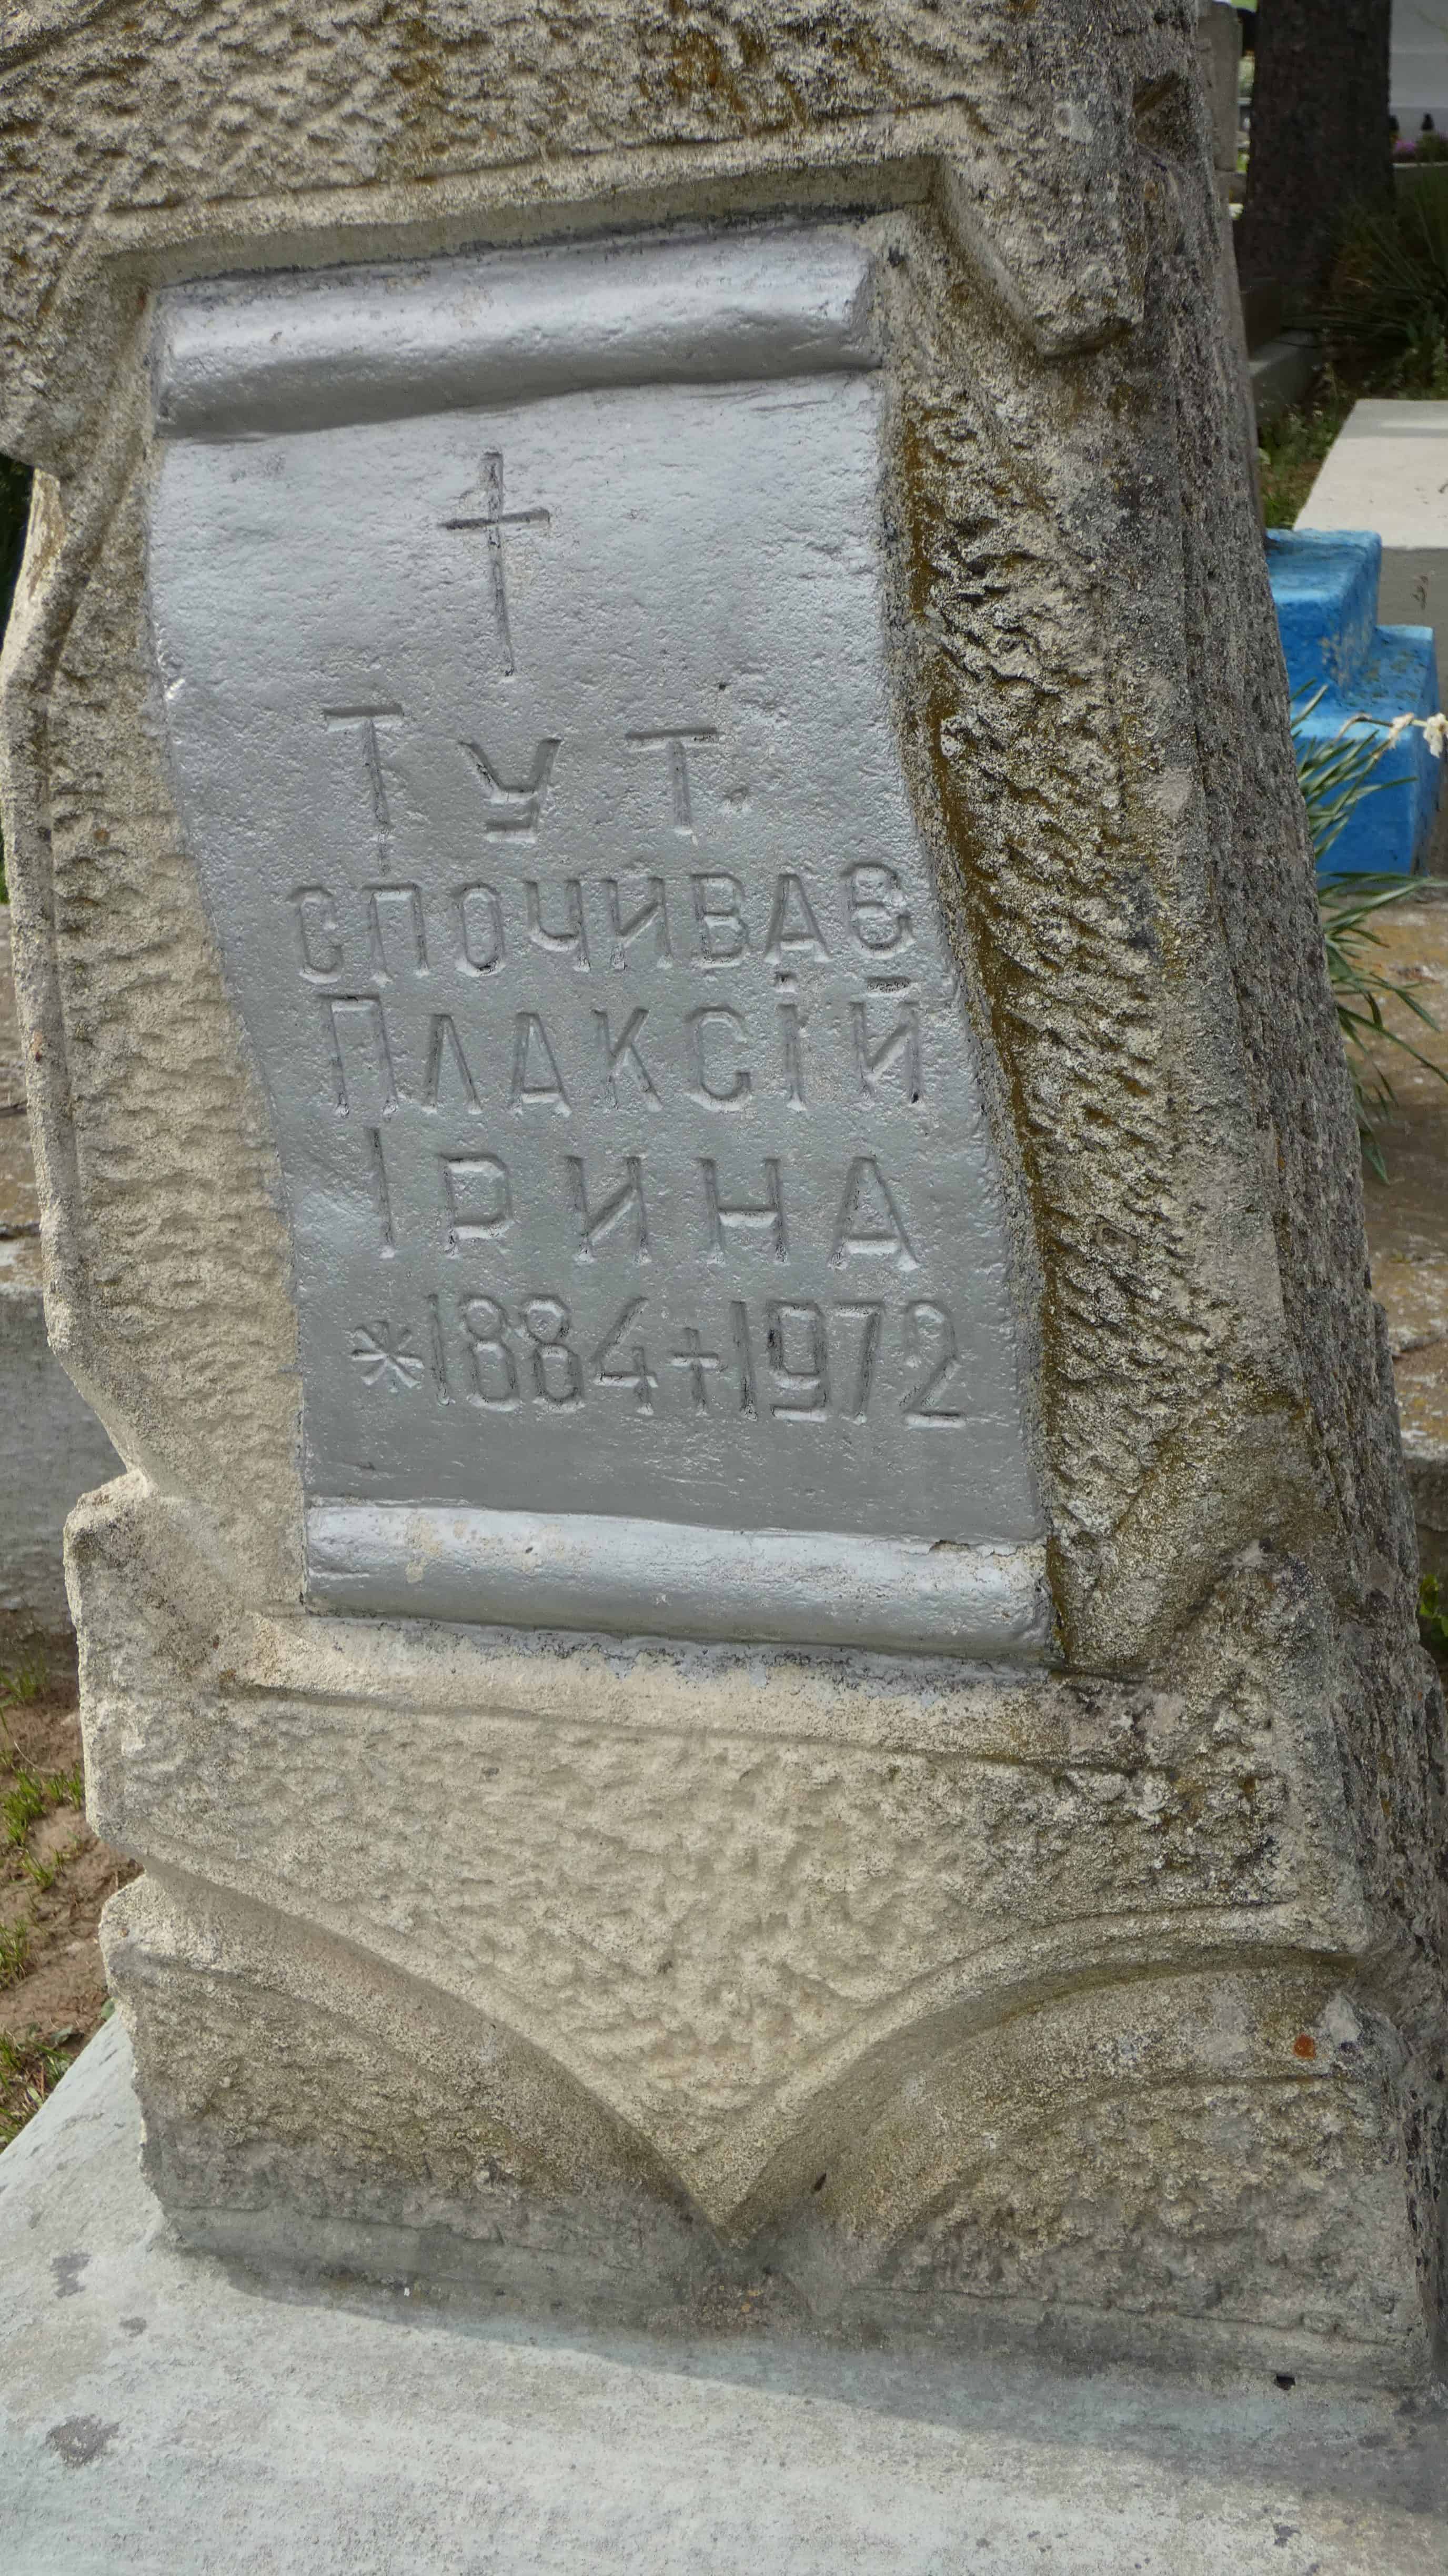 ТУТ
СПОЧИВАЄ
ПЛАКСІЙ
ІРИНА
*1884+1972